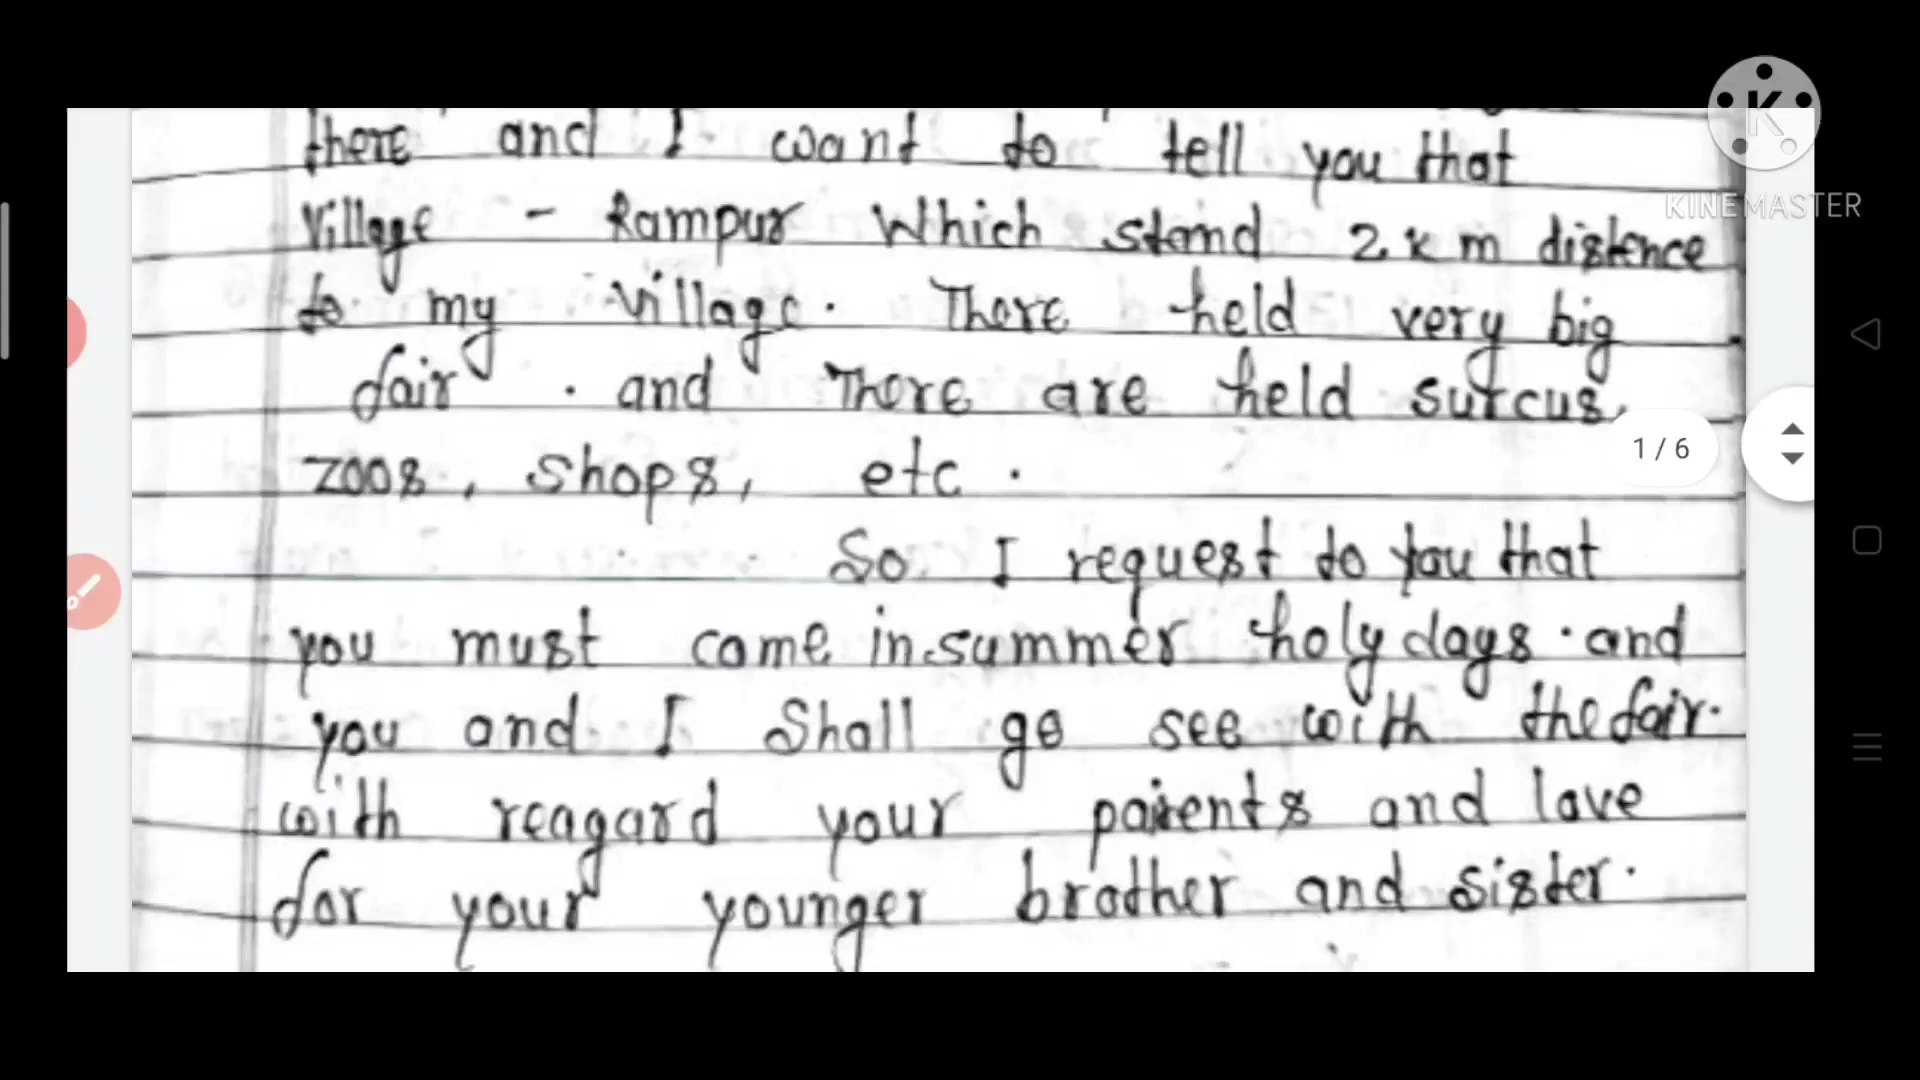 there and I want to tell you that
KINEMASTER
Village - Rampur Which stand 2 km distence
to my village. There held very big
fair. and There are held surcus,
1 / 6
zoos, shops, etc.
So I request to you that
you must come in summer holy days. and
you and I Shall go see with the fair.
with reagard your parients and love
for your younger brother and sister.